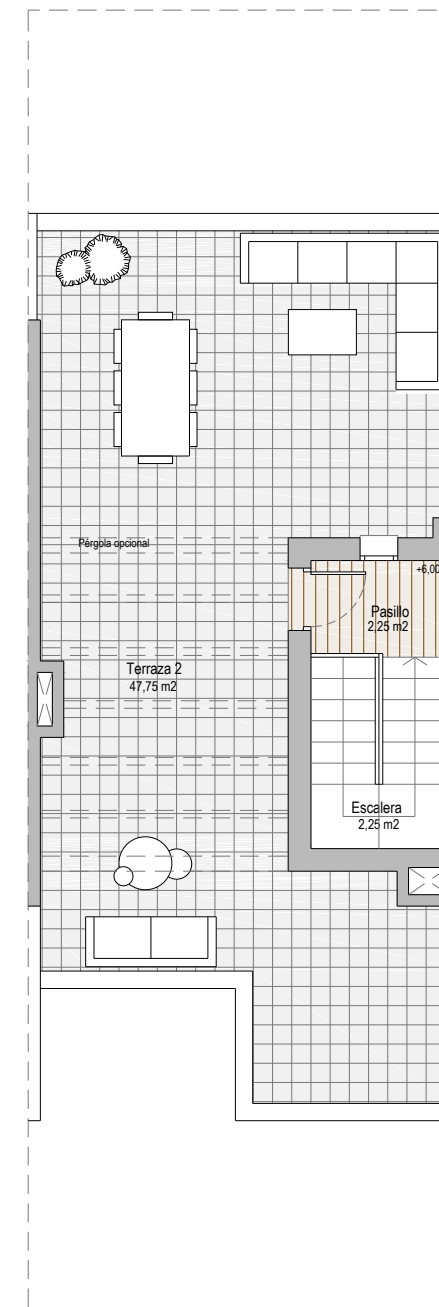 Pérgola opcional
+6,00
Pasillo
2,25 m2
Terraza 2
47,75 m2
Escalera
2,25 m2